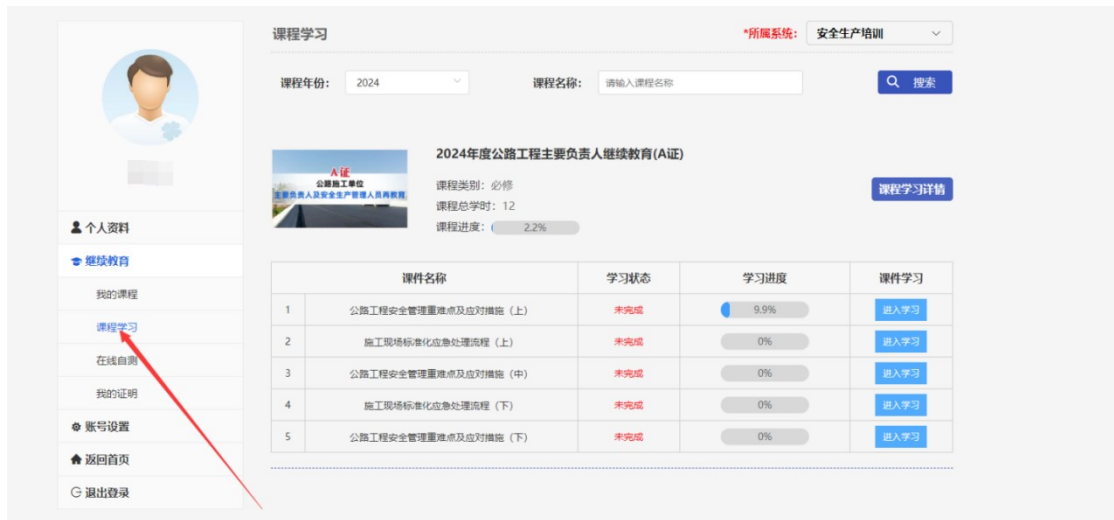 课程学习
*所属系统: 安全生产培训
课程年份: 2024 课程名称: 请输入课程名称 搜索
A证
公路施工单位
主要负责人及安全生产管理人员再教育
2024年度公路工程主要负责人继续教育(A证)
课程类别: 必修
课程总学时: 12
课程进度: 2.2%
课程学习详情
个人资料
继续教育
我的课程
课程学习
在线自测
我的证明
账号设置
返回首页
退出登录
课件名称 学习状态 学习进度 课件学习
1 公路工程安全管理重难点及应对措施（上） 未完成 9.9% 进入学习
2 施工现场标准化应急处理流程（上） 未完成 0% 进入学习
3 公路工程安全管理重难点及应对措施（中） 未完成 0% 进入学习
4 施工现场标准化应急处理流程（下） 未完成 0% 进入学习
5 公路工程安全管理重难点及应对措施（下） 未完成 0% 进入学习